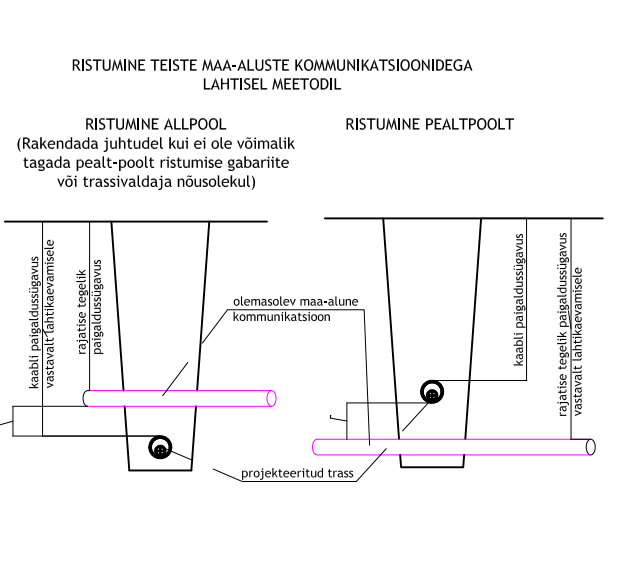 RISTUMINE TEISTE MAA-ALUSTE KOMMUNIKATSIOONIDEGA
LAHTISEL MEETODIL
RISTUMINE ALLPOOL
(Rakendada juhtudel kui ei ole võimalik
tagada pealt-poolt ristumise gabariite
või trassivaldaja nõusolekul)
RISTUMINE PEALTPOOLT
kaabli paigaldussügavus
vastavalt lahtikaevamisele
rajatise tegelik
paigaldussügavus
olemasolev maa-alune
kommunikatsioon
kaabli paigaldussügavus
rajatise tegelik paigaldussügavus
vastavalt lahtikaevamisele
projekteeritud trass